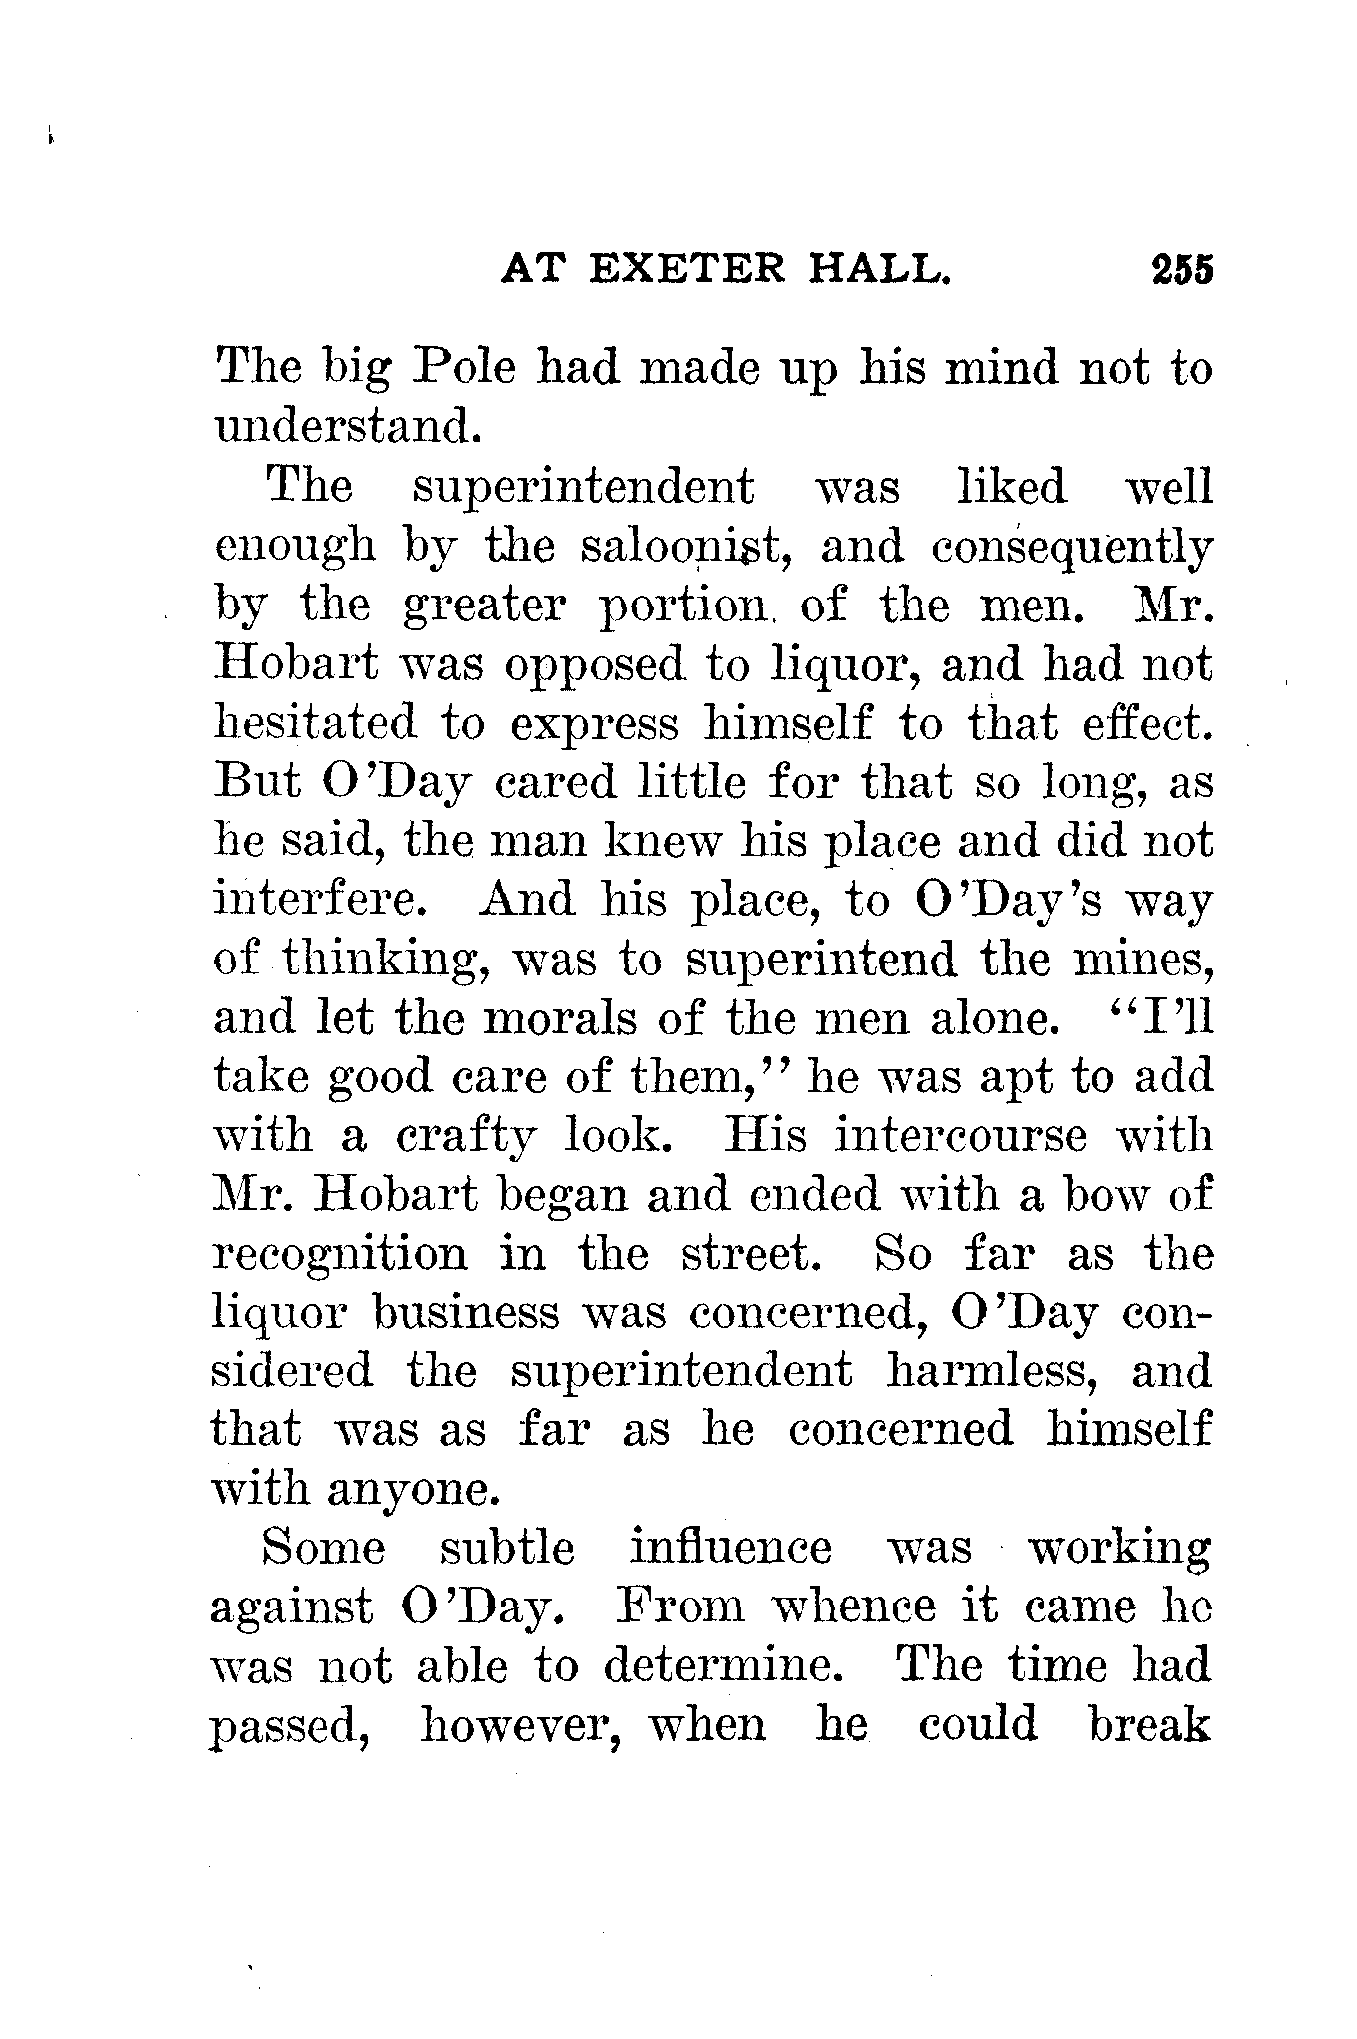 AT EXETER HALL. 255
The big Pole had made up his mind not to
understand.
The superintendent was liked well
enough by the saloonist, and consequently
by the greater portion of the men. Mr.
Hobart was opposed to liquor, and had not
hesitated to express himself to that effect.
But O'Day cared little for that so long, as
he said, the man knew his place and did not
interfere. And his place, to O'Day's way
of thinking, was to superintend the mines,
and let the morals of the men alone. "I'll
take good care of them," he was apt to add
with a crafty look. His intercourse with
Mr. Hobart began and ended with a bow of
recognition in the street. So far as the
liquor business was concerned, O'Day con-
sidered the superintendent harmless, and
that was as far as he concerned himself
with anyone.
Some subtle influence was working
against O'Day. From whence it came he
was not able to determine. The time had
passed, however, when he could break